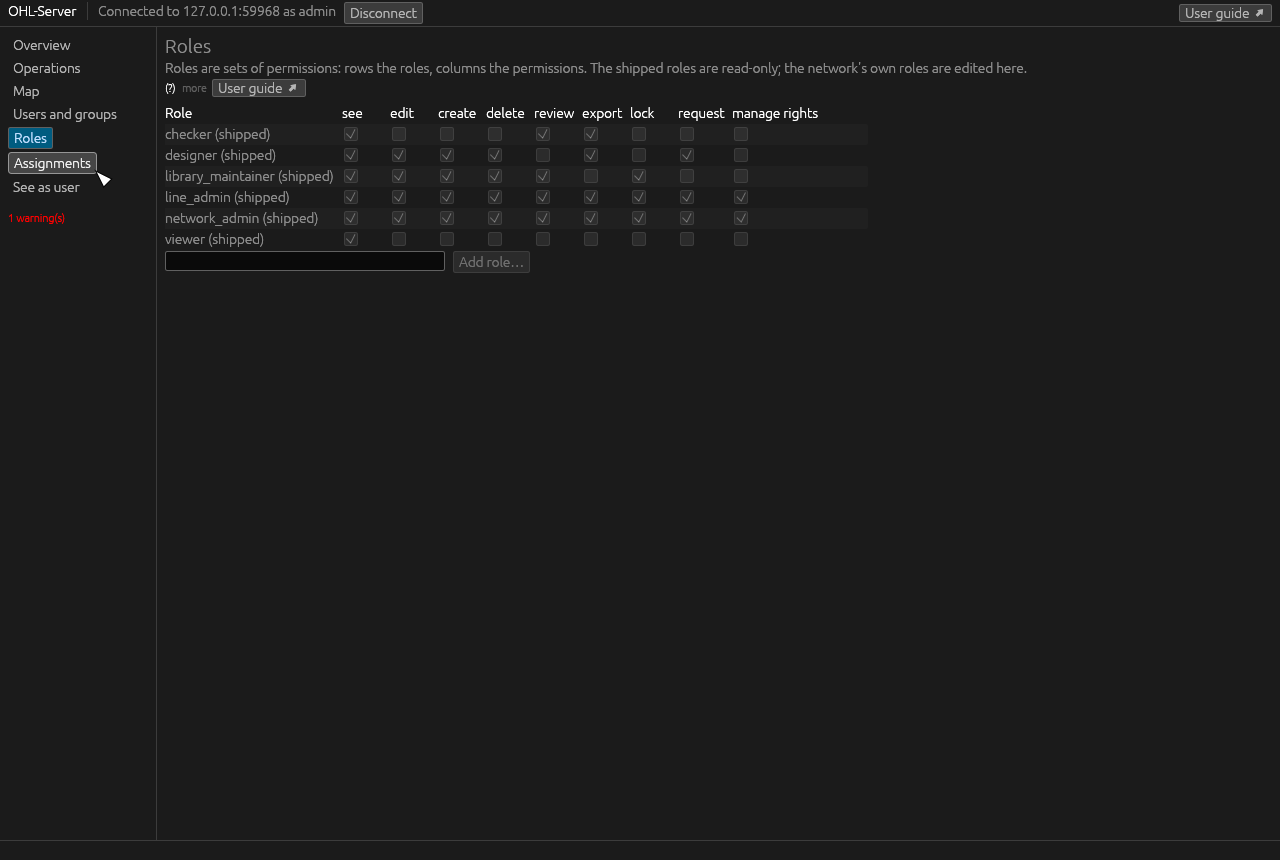 OHL-Server Connected to 127.0.0.1:59968 as admin Disconnect User guide
Overview
Operations
Map
Users and groups
Roles
Assignments
See as user
1 warning(s)
Roles
Roles are sets of permissions: rows the roles, columns the permissions. The shipped roles are read-only; the network's own roles are edited here.
(?) more User guide
Role see edit create delete review export lock request manage rights
checker (shipped)
designer (shipped)
library_maintainer (shipped)
line_admin (shipped)
network_admin (shipped)
viewer (shipped)
Add role…